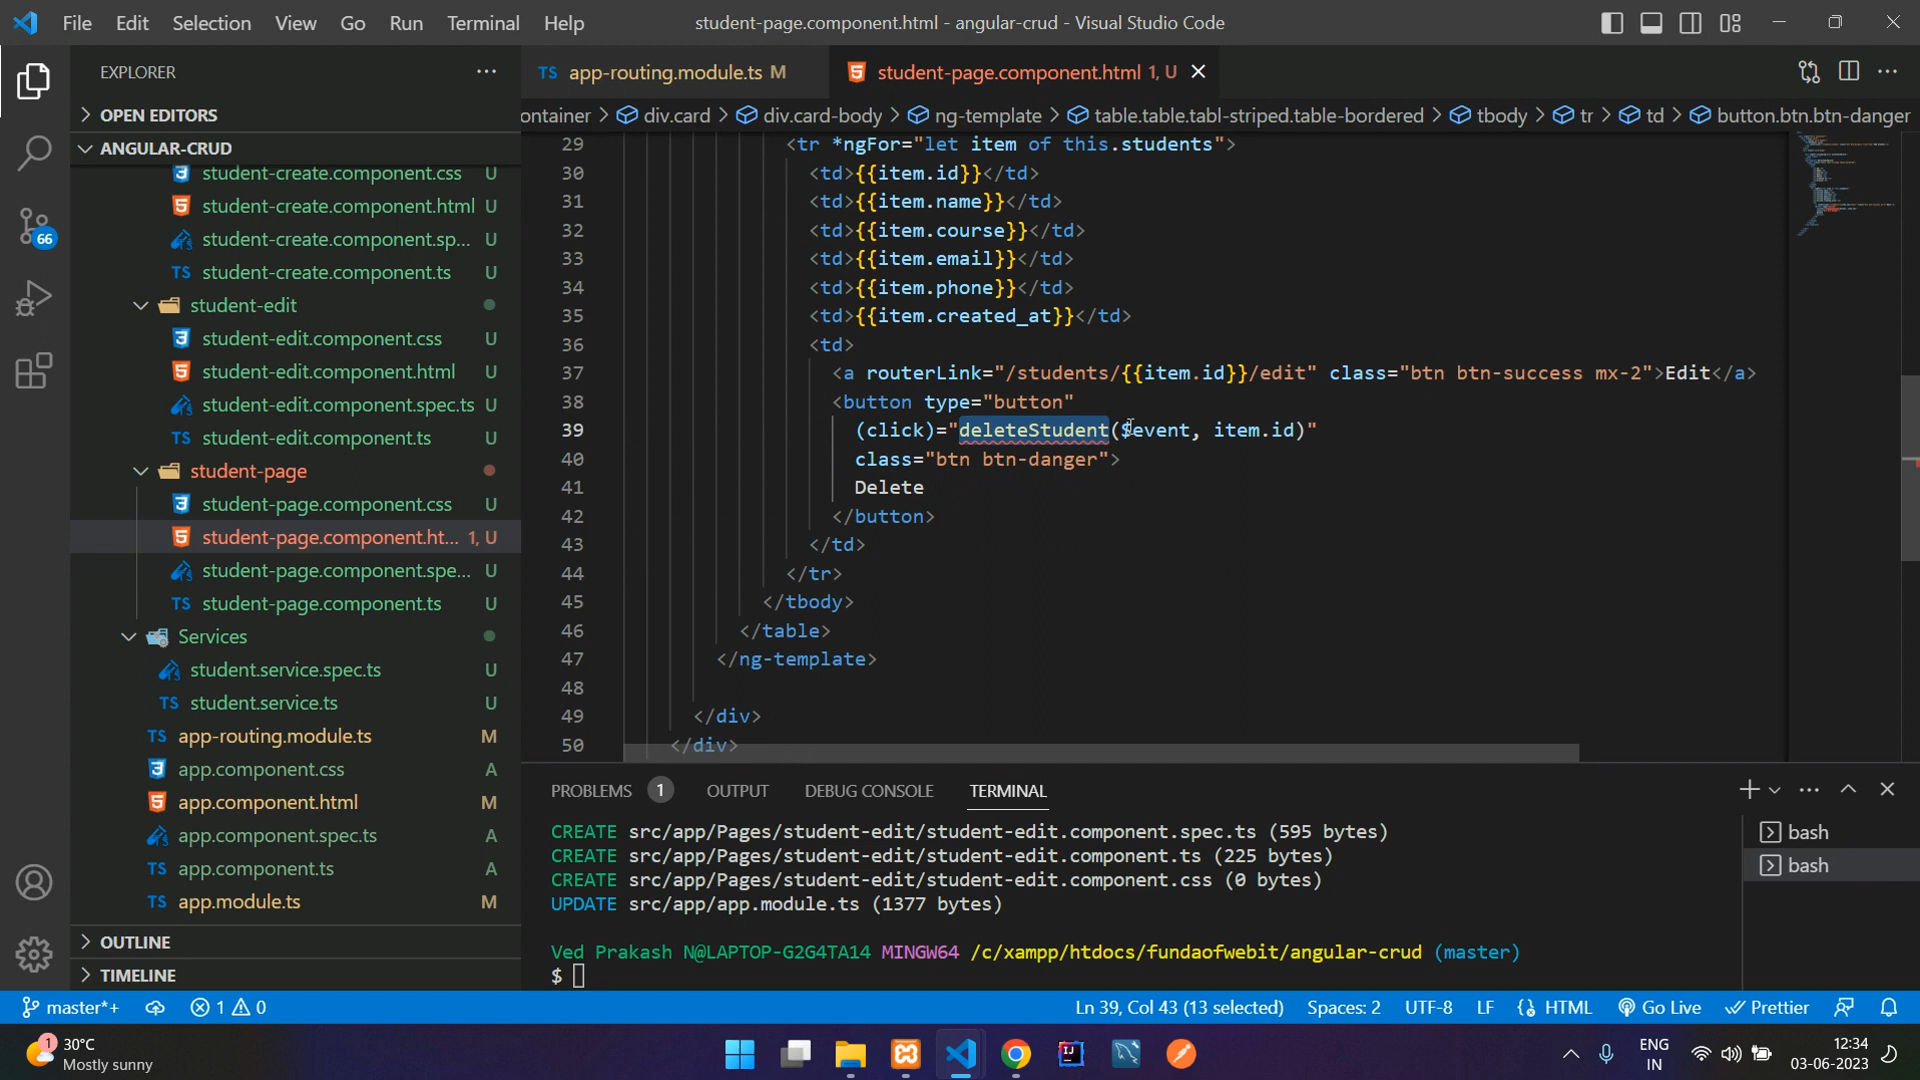 File Edit Selection View Go Run Terminal Help
student-page.component.html - angular-crud - Visual Studio Code
EXPLORER
OPEN EDITORS
ANGULAR-CRUD
student-create.component.css U
student-create.component.html U
student-create.component.sp... U
TS student-create.component.ts U
student-edit
student-edit.component.css U
student-edit.component.html U
student-edit.component.spec.ts U
TS student-edit.component.ts U
student-page
student-page.component.css U
student-page.component.ht... 1, U
student-page.component.spe... U
TS student-page.component.ts U
Services
student.service.spec.ts U
TS student.service.ts U
TS app-routing.module.ts M
app.component.css A
app.component.html M
app.component.spec.ts A
TS app.component.ts A
TS app.module.ts M
OUTLINE
TIMELINE
66
TS app-routing.module.ts M
student-page.component.html 1, U
ontainer > div.card > div.card-body > ng-template > table.table.tabl-striped.table-bordered > tbody > tr > td > button.btn.btn-danger
29 <tr *ngFor="let item of this.students">
30 <td>{{item.id}}</td>
31 <td>{{item.name}}</td>
32 <td>{{item.course}}</td>
33 <td>{{item.email}}</td>
34 <td>{{item.phone}}</td>
35 <td>{{item.created_at}}</td>
36 <td>
37 <a routerLink="/students/{{item.id}}/edit" class="btn btn-success mx-2">Edit</a>
38 <button type="button"
39 (click)="deleteStudent($event, item.id)"
40 class="btn btn-danger">
41 Delete
42 </button>
43 </td>
44 </tr>
45 </tbody>
46 </table>
47 </ng-template>
48
49 </div>
50 </div>
PROBLEMS 1 OUTPUT DEBUG CONSOLE TERMINAL
CREATE src/app/Pages/student-edit/student-edit.component.spec.ts (595 bytes)
CREATE src/app/Pages/student-edit/student-edit.component.ts (225 bytes)
CREATE src/app/Pages/student-edit/student-edit.component.css (0 bytes)
UPDATE src/app/app.module.ts (1377 bytes)
Ved Prakash N@LAPTOP-G2G4TA14 MINGW64 /c/xampp/htdocs/fundaofwebit/angular-crud (master)
$
bash
bash
master*+ 1 0 Ln 39, Col 43 (13 selected) Spaces: 2 UTF-8 LF HTML Go Live Prettier
1
30°C
Mostly sunny
ENG
IN
12:34
03-06-2023